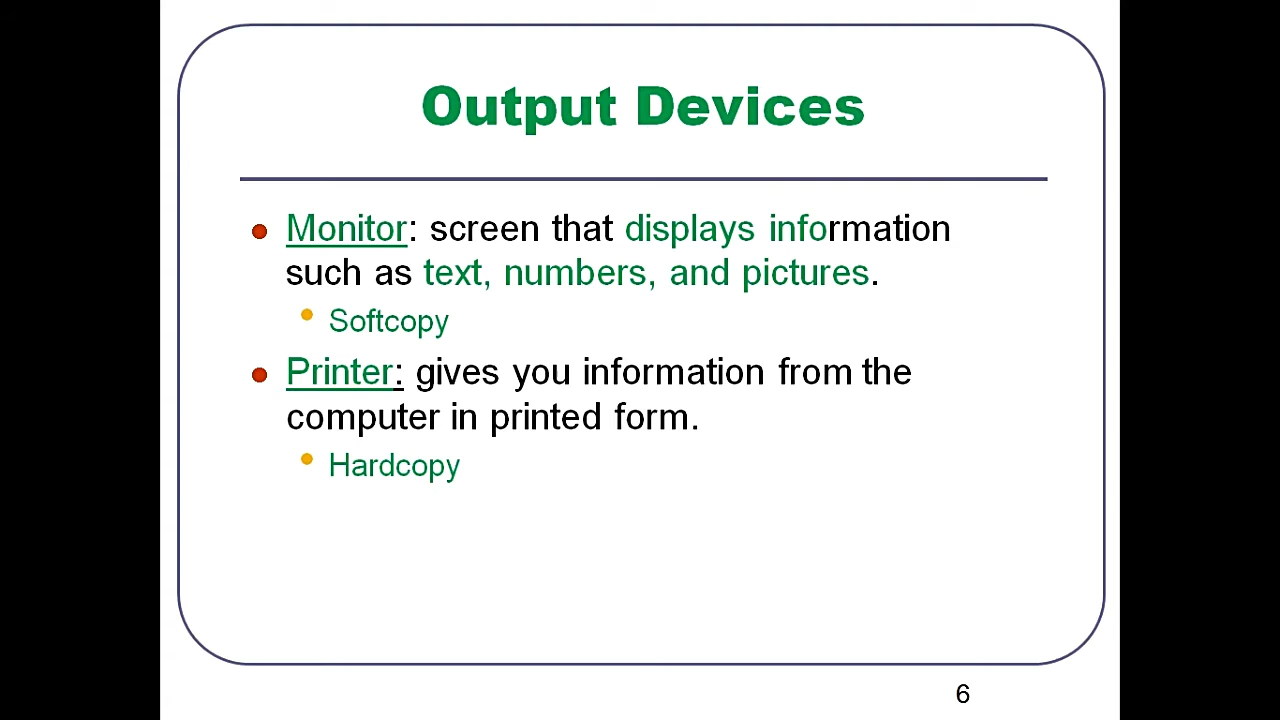 Output Devices
Monitor: screen that displays information
such as text, numbers, and pictures.
Softcopy
Printer: gives you information from the
computer in printed form.
Hardcopy
6